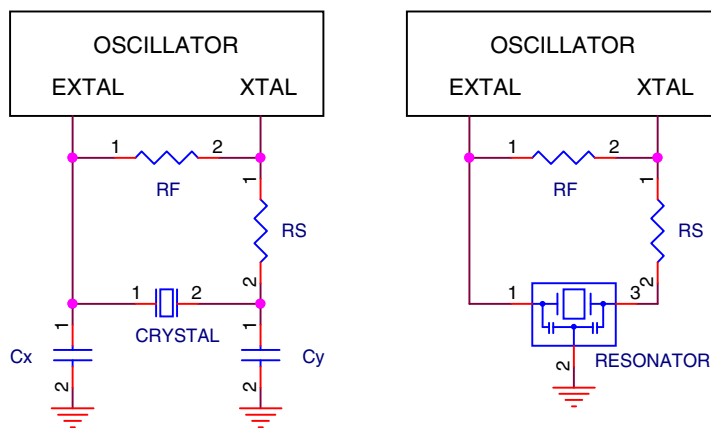 OSCILLATOR
EXTAL XTAL
1 2
RF
1
RS
2
1 2
CRYSTAL
1 1
Cx Cy
2 2
OSCILLATOR
EXTAL XTAL
1 2
RF
1
RS
2
1 3
RESONATOR
2